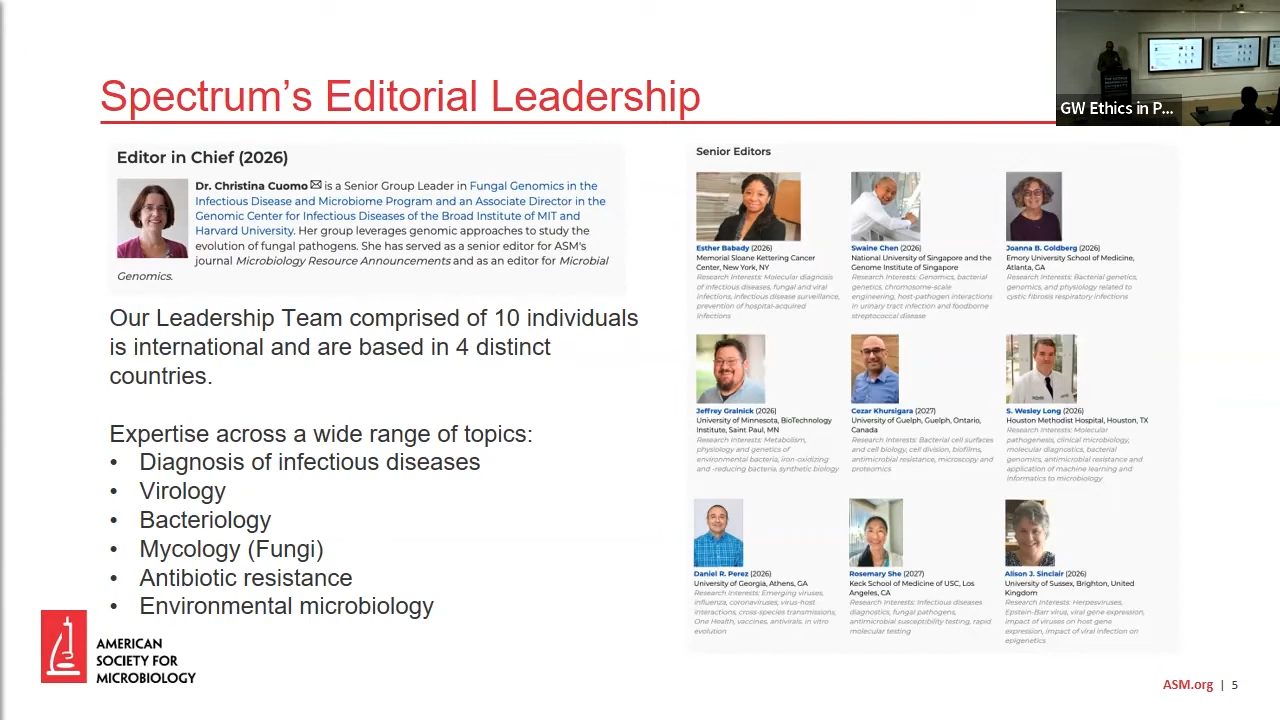 Spectrum's Editorial Leadership
GW Ethics in P...
Editor in Chief (2026)
Dr. Christina Cuomo is a Senior Group Leader in Fungal Genomics in the
Infectious Disease and Microbiome Program and an Associate Director in the
Genomic Center for Infectious Diseases of the Broad Institute of MIT and
Harvard University. Her group leverages genomic approaches to study the
evolution of fungal pathogens. She has served as a senior editor for ASM's
journal Microbiology Resource Announcements and as an editor for Microbial
Genomics.
Our Leadership Team comprised of 10 individuals
is international and are based in 4 distinct
countries.
Expertise across a wide range of topics:
• Diagnosis of infectious diseases
• Virology
• Bacteriology
• Mycology (Fungi)
• Antibiotic resistance
• Environmental microbiology
Senior Editors
Esther Babady (2026)
Memorial Sloane Kettering Cancer
Center, New York, NY
Research Interests: Molecular diagnosis
of infectious diseases, fungal and viral
infections, infectious disease surveillance,
prevention of hospital-acquired
infections
Swaine Chen (2026)
National University of Singapore and the
Genome Institute of Singapore
Research Interests: Genomics, bacterial
genetics, chromosome-scale
engineering, host-pathogen interactions
in urinary tract infection and foodborne
streptococcal disease
Joanna B. Goldberg (2026)
Emory University School of Medicine,
Atlanta, GA
Research Interests: Bacterial genetics,
genomics, and physiology related to
cystic fibrosis respiratory infections
Jeffrey Gralnick (2026)
University of Minnesota, BioTechnology
Institute, Saint Paul, MN
Research Interests: Metabolism,
physiology and genetics of
environmental bacteria, iron-oxidizing
and -reducing bacteria, synthetic biology
Cezar Khursigara (2027)
University of Guelph, Guelph, Ontario,
Canada
Research Interests: Bacterial cell surfaces
and cell biology, cell division, biofilms,
antimicrobial resistance, microscopy and
proteomics
S. Wesley Long (2026)
Houston Methodist Hospital, Houston, TX
Research Interests: Molecular
pathogenesis, clinical microbiology,
molecular diagnostics, bacterial
genomics, antimicrobial resistance and
application of machine learning and
informatics to microbiology
Daniel R. Perez (2026)
University of Georgia, Athens, GA
Research Interests: Emerging viruses,
influenza, coronaviruses, virus-host
interactions, cross-species transmissions,
One Health, vaccines, antivirals, in vitro
evolution
Rosemary She (2027)
Keck School of Medicine of USC, Los
Angeles, CA
Research Interests: Infectious diseases
diagnostics, fungal pathogens,
antimicrobial susceptibility testing, rapid
molecular testing
Alison J. Sinclair (2026)
University of Sussex, Brighton, United
Kingdom
Research Interests: Herpesviruses,
Epstein-Barr virus, viral gene expression,
impact of viruses on host gene
expression, impact of viral infection on
epigenetics
AMERICAN
SOCIETY FOR
MICROBIOLOGY
ASM.org | 5